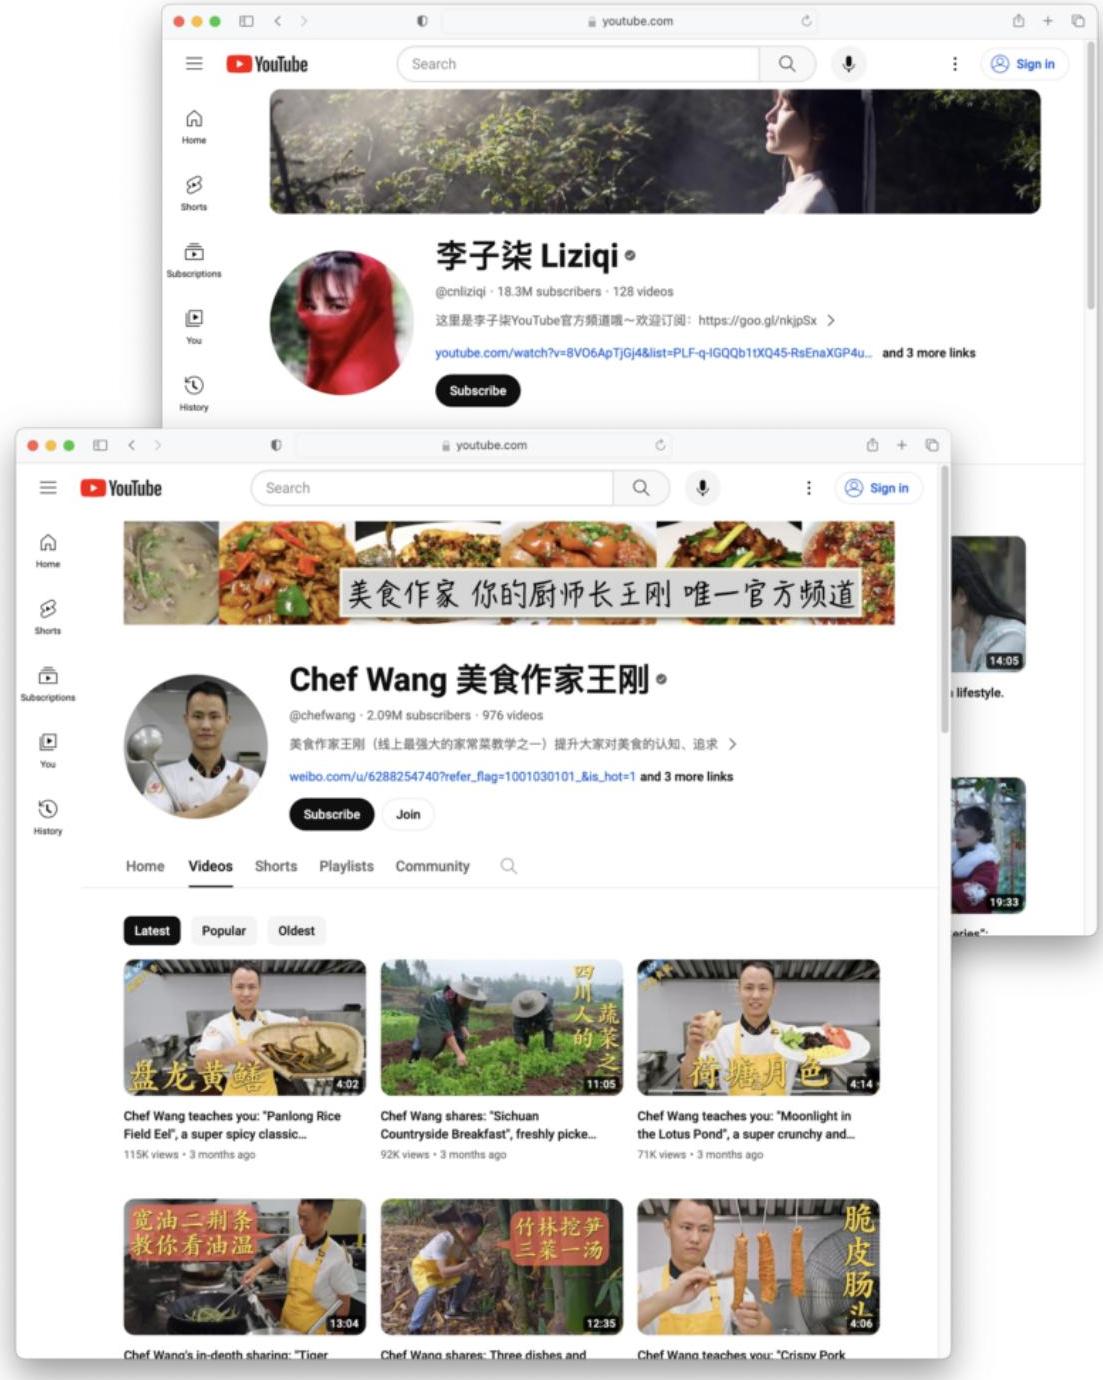 youtube.com
YouTube
Search
Sign in
Home
Shorts
Subscriptions
You
History
李子柒 Liziqi
@cnliziqi · 18.3M subscribers · 128 videos
这里是李子柒YouTube官方频道哦~欢迎订阅：https://goo.gl/nkjpSx
youtube.com/watch?v=8VO6ApTjGj4&list=PLF-q-IGQQb1tXQ45-RsEnaXGP4u... and 3 more links
Subscribe
14:05
lifestyle.
19:33
youtube.com
YouTube
Search
Sign in
Home
Shorts
Subscriptions
You
History
美食作家 你的厨师长王刚 唯一官方频道
Chef Wang 美食作家王刚
@chefwang · 2.09M subscribers · 976 videos
美食作家王刚（线上最强大的家常菜教学之一）提升大家对美食的认知、追求
weibo.com/u/6288254740?refer_flag=1001030101_&is_hot=1 and 3 more links
Subscribe Join
Home Videos Shorts Playlists Community
Latest Popular Oldest
盘龙黄鳝
4:02
四川人的
蔬菜之
11:05
荷塘月色
4:14
Chef Wang teaches you: "Panlong Rice
Field Eel", a super spicy classic...
115K views • 3 months ago
Chef Wang shares: "Sichuan
Countryside Breakfast", freshly picke...
92K views • 3 months ago
Chef Wang teaches you: "Moonlight in
the Lotus Pond", a super crunchy and...
71K views • 3 months ago
宽油二荆条
教你看油温
13:04
竹林挖笋
三菜一汤
12:35
脆皮肠头
4:06
Chef Wang's in-depth sharing: "Tiger
Chef Wang shares: Three dishes and
Chef Wang teaches you: "Crispy Pork